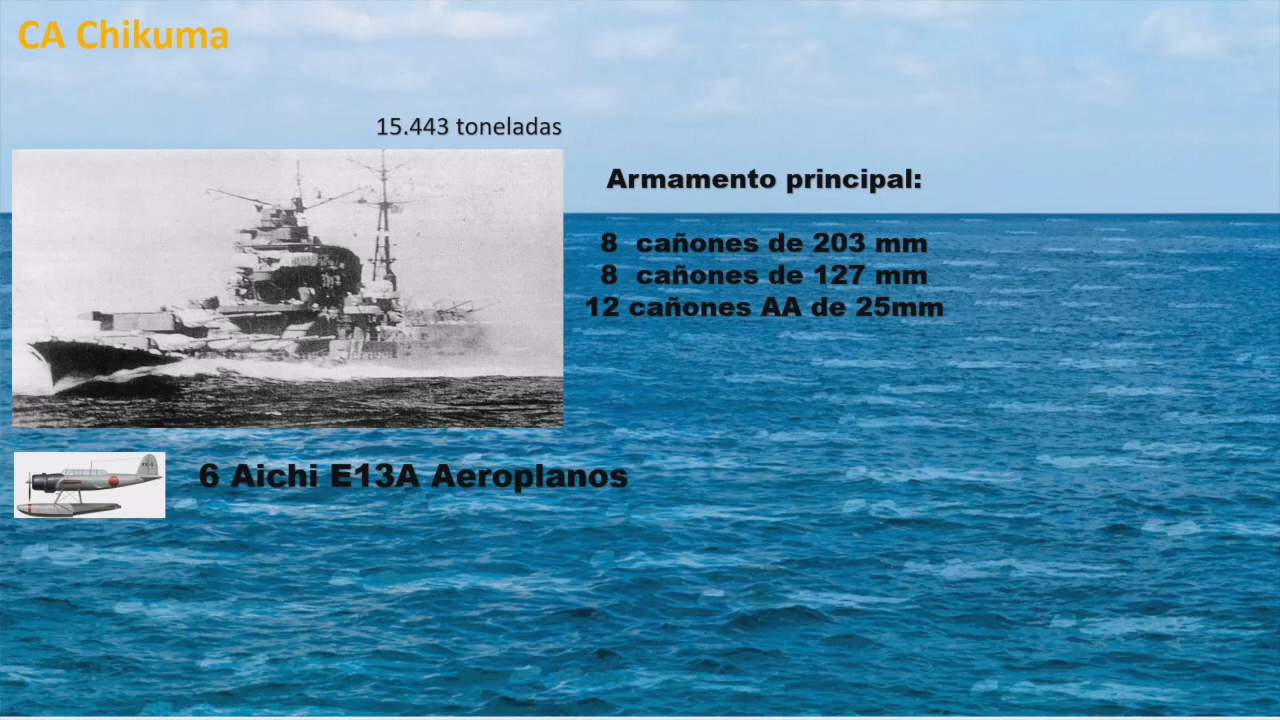 CA Chikuma
15.443 toneladas
Armamento principal:
8 cañones de 203 mm
8 cañones de 127 mm
12 cañones AA de 25mm
6 Aichi E13A Aeroplanos